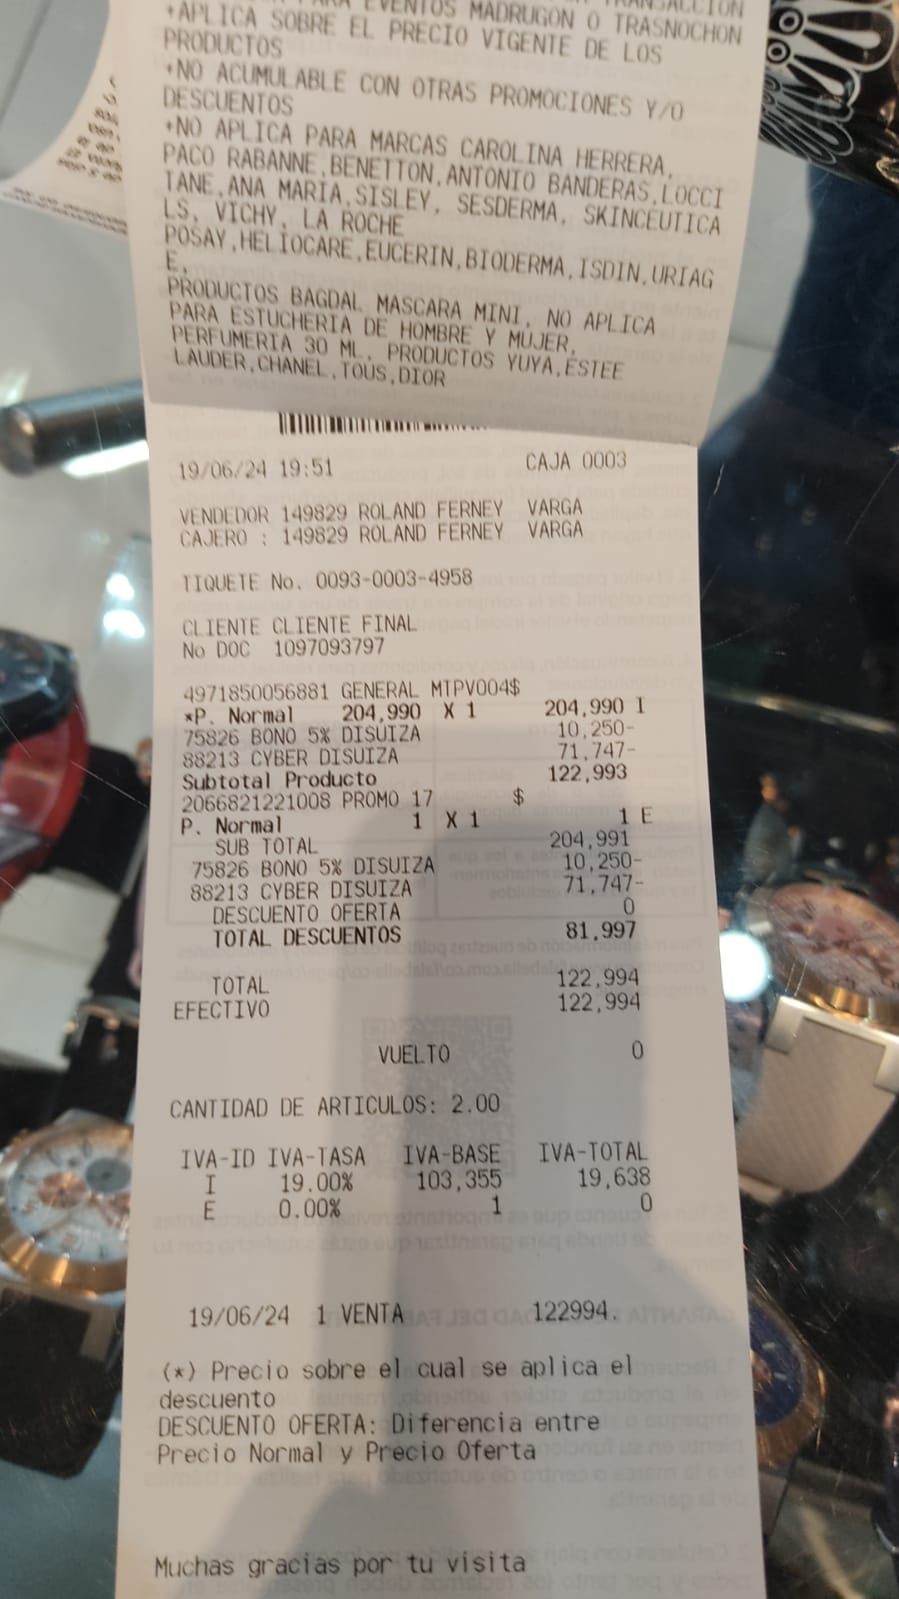 PARA EVENTOS MADRUGON O TRASNOCHON
*APLICA SOBRE EL PRECIO VIGENTE DE LOS
PRODUCTOS
*NO ACUMULABLE CON OTRAS PROMOCIONES Y/O
DESCUENTOS
*NO APLICA PARA MARCAS CAROLINA HERRERA,
PACO RABANNE,BENETTON,ANTONIO BANDERAS,LOCCI
TANE,ANA MARIA,SISLEY, SESDERMA, SKINCEUTICA
LS, VICHY, LA ROCHE
POSAY,HELIOCARE,EUCERIN,BIODERMA,ISDIN,URIAG
E,
PRODUCTOS BAGDAL MASCARA MINI, NO APLICA
PARA ESTUCHERIA DE HOMBRE Y MUJER,
PERFUMERIA 30 ML, PRODUCTOS YUYA,ESTEE
LAUDER,CHANEL,TOUS,DIOR
19/06/24 19:51 CAJA 0003
VENDEDOR 149829 ROLAND FERNEY VARGA
CAJERO : 149829 ROLAND FERNEY VARGA
TIQUETE No. 0093-0003-4958
CLIENTE CLIENTE FINAL
No DOC 1097093797
4971850056881 GENERAL MTPV004$
*P. Normal 204,990 X 1 204,990 I
75826 BONO 5% DISUIZA 10,250-
88213 CYBER DISUIZA 71,747-
Subtotal Producto 122,993
2066821221008 PROMO 17 $
P. Normal 1 X 1 1 E
SUB TOTAL 204,991
75826 BONO 5% DISUIZA 10,250-
88213 CYBER DISUIZA 71,747-
DESCUENTO OFERTA 0
TOTAL DESCUENTOS 81,997
TOTAL 122,994
EFECTIVO 122,994
VUELTO 0
CANTIDAD DE ARTICULOS: 2.00
IVA-ID IVA-TASA IVA-BASE IVA-TOTAL
I 19.00% 103,355 19,638
E 0.00% 1 0
19/06/24 1 VENTA 122994.
(*) Precio sobre el cual se aplica el
descuento
DESCUENTO OFERTA: Diferencia entre
Precio Normal y Precio Oferta
Muchas gracias por tu visita